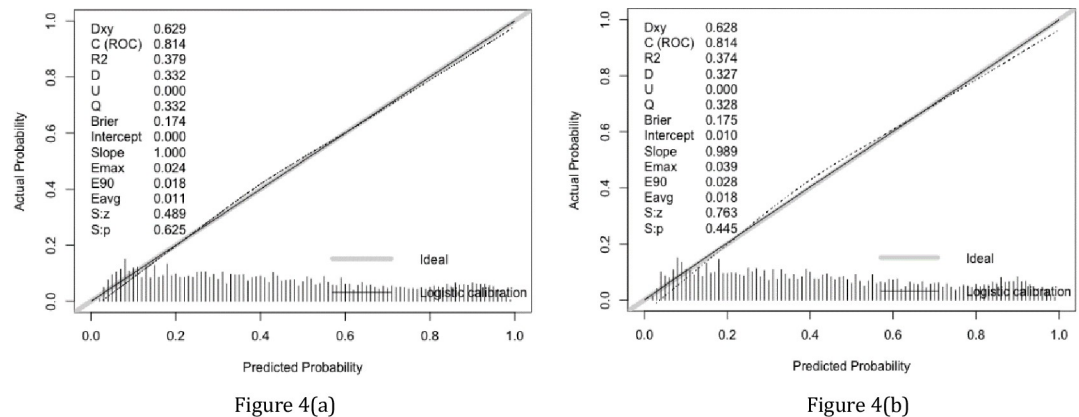 Dxy 0.629
C (ROC) 0.814
R2 0.379
D 0.332
U 0.000
Q 0.332
Brier 0.174
Intercept 0.000
Slope 1.000
Emax 0.024
E90 0.018
Eavg 0.011
S:z 0.489
S:p 0.625
Ideal
Logistic calibration
Actual Probability
0.0 0.2 0.4 0.6 0.8 1.0
0.0 0.2 0.4 0.6 0.8 1.0
Predicted Probability
Figure 4(a)
Dxy 0.628
C (ROC) 0.814
R2 0.374
D 0.327
U 0.000
Q 0.328
Brier 0.175
Intercept 0.010
Slope 0.989
Emax 0.039
E90 0.028
Eavg 0.018
S:z 0.763
S:p 0.445
Ideal
Logistic calibration
Actual Probability
0.0 0.2 0.4 0.6 0.8 1.0
0.0 0.2 0.4 0.6 0.8 1.0
Predicted Probability
Figure 4(b)